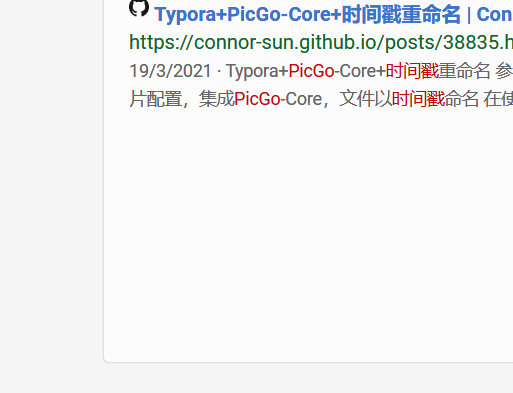 Typora+PicGo-Core+时间戳重命名 | Con
https://connor-sun.github.io/posts/38835.h
19/3/2021 · Typora+PicGo-Core+时间戳重命名 参
片配置，集成PicGo-Core，文件以时间戳命名 在使